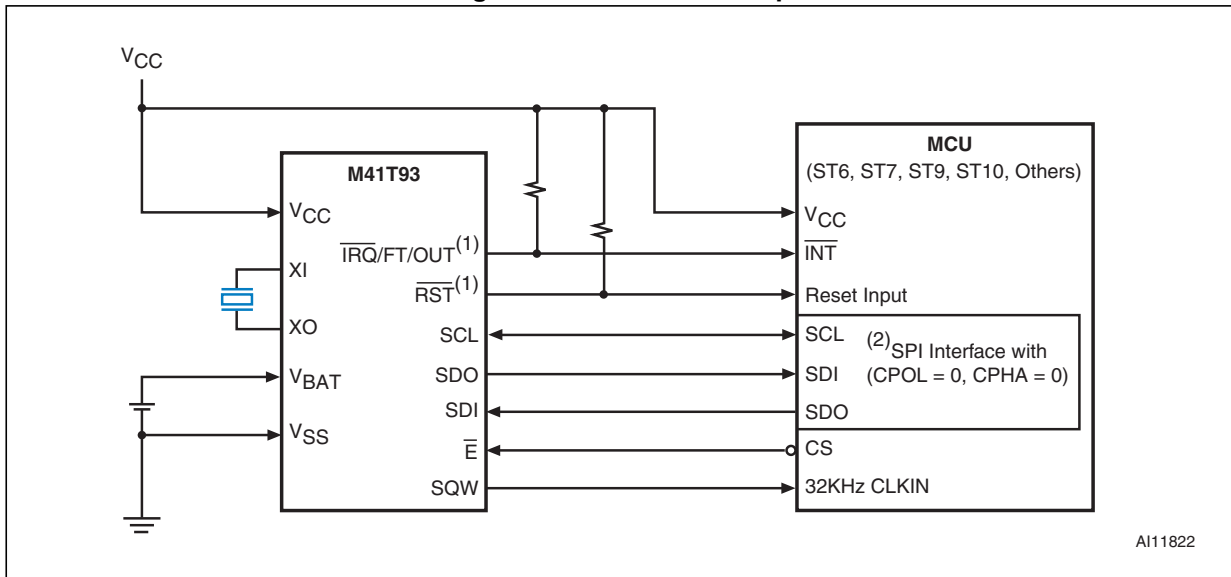 VCC
M41T93
VCC
XI
XO
VBAT
VSS
IRQ/FT/OUT(1)
RST(1)
SCL
SDO
SDI
E
SQW
MCU
(ST6, ST7, ST9, ST10, Others)
VCC
INT
Reset Input
SCL
SDI
SDO
(2)SPI Interface with
(CPOL = 0, CPHA = 0)
CS
32KHz CLKIN
AI11822